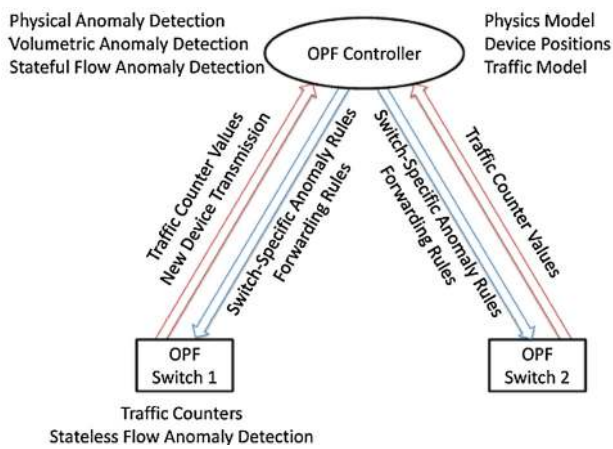 Physical Anomaly Detection
Volumetric Anomaly Detection
Stateful Flow Anomaly Detection
OPF Controller
Physics Model
Device Positions
Traffic Model
Traffic Counter Values
New Device Transmission
Switch-Specific Anomaly Rules
Forwarding Rules
Switch-Specific Anomaly Rules
Forwarding Rules
Traffic Counter Values
OPF
Switch 1
Traffic Counters
Stateless Flow Anomaly Detection
OPF
Switch 2